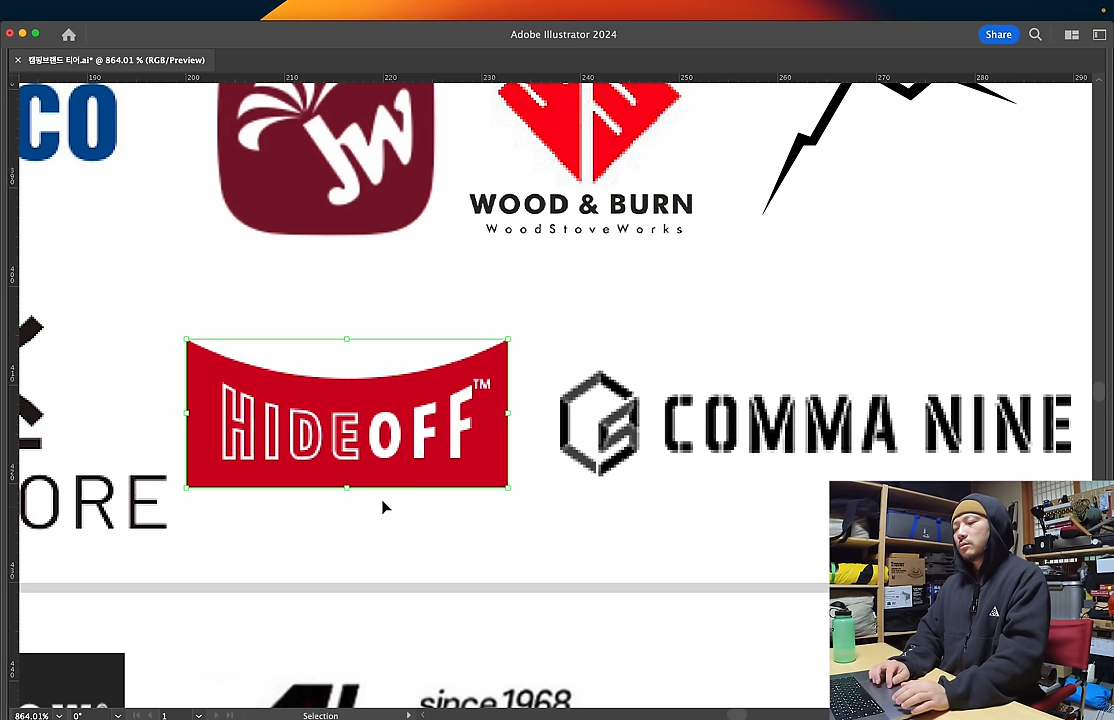 Adobe Illustrator 2024
Share
× 캠핑브랜드 티어.ai* @ 864.01 % (RGB/Preview)
190 200 210 220 230 240 250 260 270 280 290
CO
JW
WOOD & BURN
WoodStoveWorks
HIDEOFF™
COMMA NINE
ORE
since 1968
864.01% 0° 1 Selection